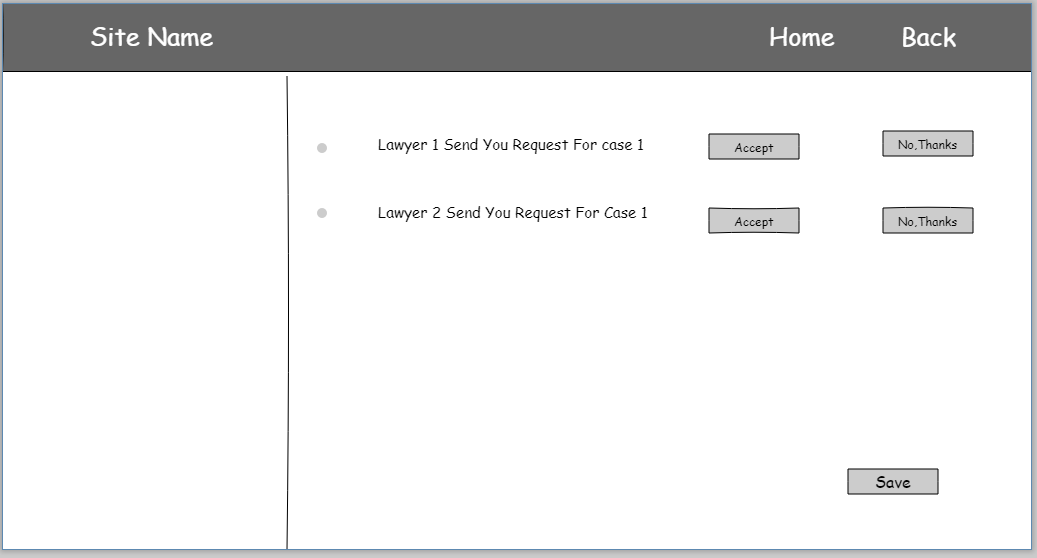 Site Name Home Back
Lawyer 1 Send You Request For case 1 Accept No,Thanks
Lawyer 2 Send You Request For Case 1 Accept No,Thanks
Save